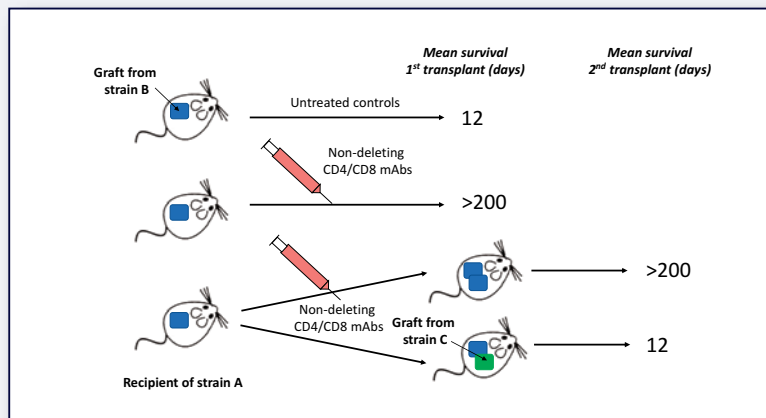 Mean survival
1st transplant (days)
Mean survival
2nd transplant (days)
Graft from
strain B
Untreated controls
12
Non-deleting
CD4/CD8 mAbs
>200
>200
Non-deleting
CD4/CD8 mAbs
Graft from
strain C
12
Recipient of strain A